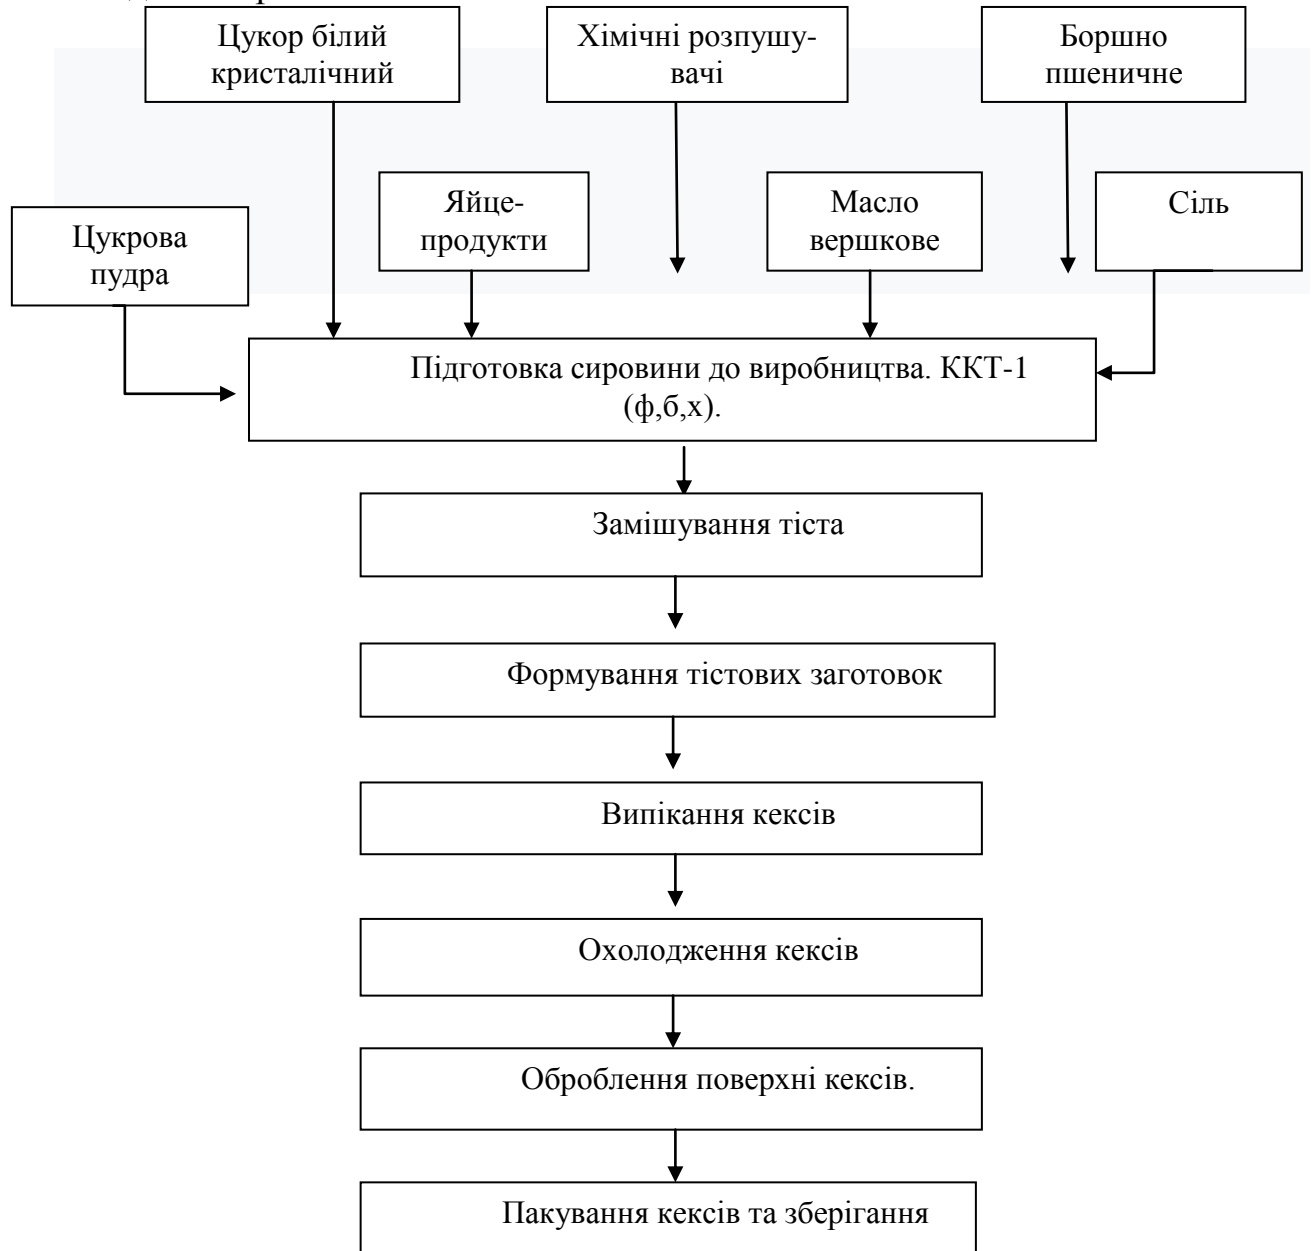 Цукор білий
кристалічний
Хімічні розпушу-
вачі
Боршно
пшеничне
Цукрова
пудра
Яйце-
продукти
Масло
вершкове
Сіль
Підготовка сировини до виробництва. ККТ-1
(ф,б,х).
Замішування тіста
Формування тістових заготовок
Випікання кексів
Охолодження кексів
Оброблення поверхні кексів.
Пакування кексів та зберігання